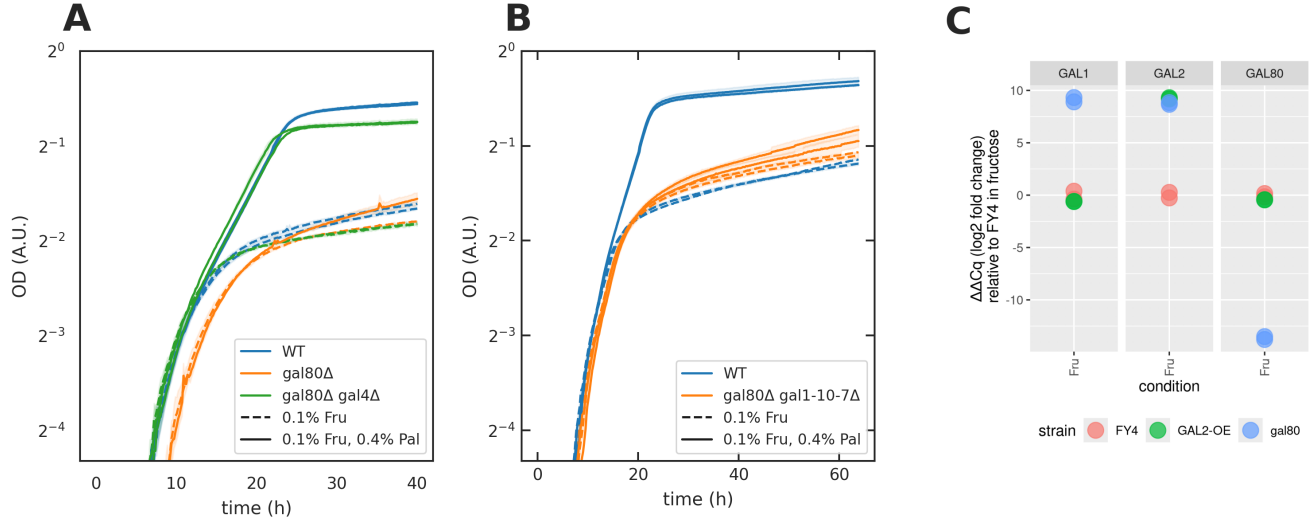 A
OD (A.U.)
2⁰
2⁻¹
2⁻²
2⁻³
2⁻⁴
WT
gal80Δ
gal80Δ gal4Δ
0.1% Fru
0.1% Fru, 0.4% Pal
0 10 20 30 40
time (h)
B
OD (A.U.)
2⁰
2⁻¹
2⁻²
2⁻³
2⁻⁴
WT
gal80Δ gal1-10-7Δ
0.1% Fru
0.1% Fru, 0.4% Pal
0 20 40 60
time (h)
C
GAL1 GAL2 GAL80
ΔΔCq (log2 fold change)
relative to FY4 in fructose
10
5
0
-5
-10
Fru Fru Fru
condition
strain FY4 GAL2-OE gal80